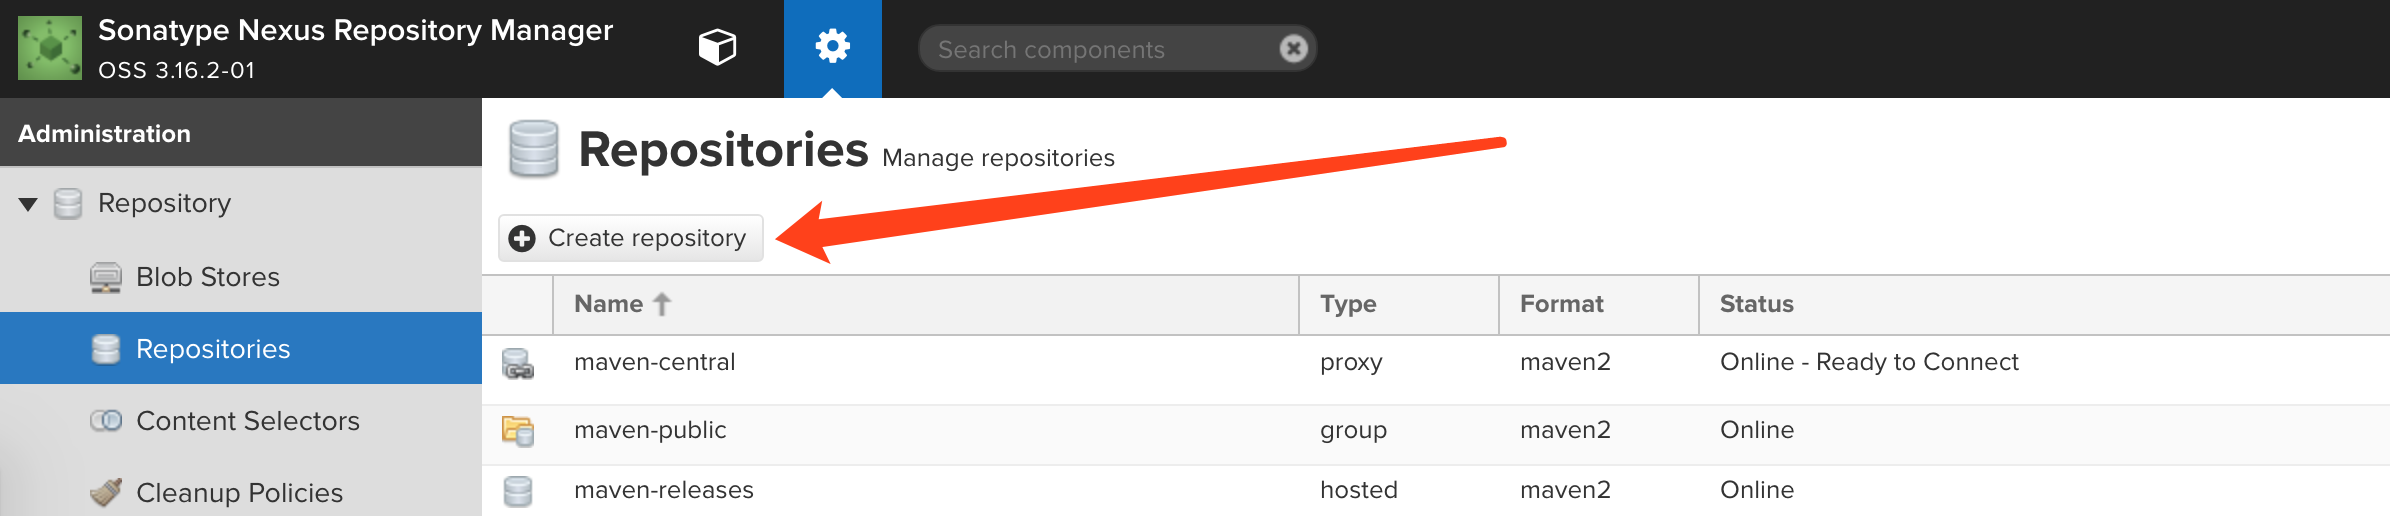 Sonatype Nexus Repository Manager
OSS 3.16.2-01
Search components
Administration
Repository
Blob Stores
Repositories
Content Selectors
Cleanup Policies
Repositories Manage repositories
Create repository
Name Type Format Status
maven-central proxy maven2 Online - Ready to Connect
maven-public group maven2 Online
maven-releases hosted maven2 Online